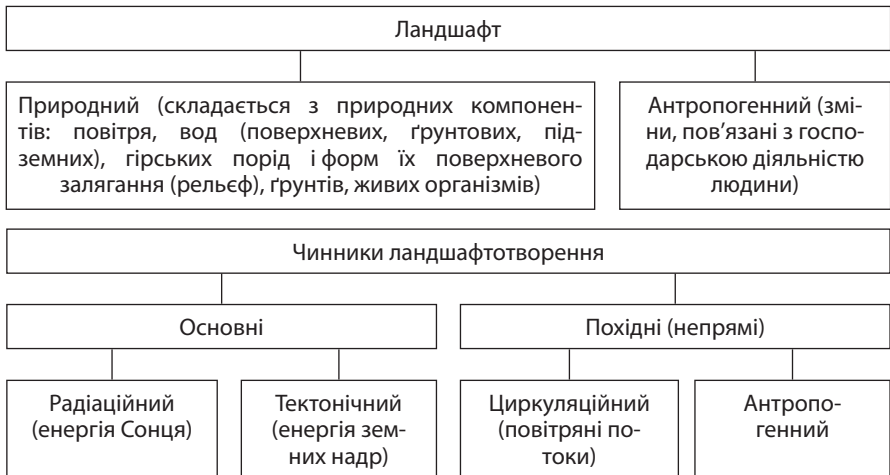 Ландшафт
Природний (складається з природних компонен-
тів: повітря, вод (поверхневих, ґрунтових, під-
земних), гірських порід і форм їх поверхневого
залягання (рельєф), ґрунтів, живих організмів)
Антропогенний (змі-
ни, пов’язані з госпо-
дарською діяльністю
людини)
Чинники ландшафтотворення
Основні
Похідні (непрямі)
Радіаційний
(енергія Сонця)
Тектонічний
(енергія зем-
них надр)
Циркуляційний
(повітряні по-
токи)
Антропо-
генний